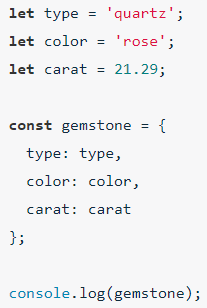 let type = 'quartz';
let color = 'rose';
let carat = 21.29;
const gemstone = {
type: type,
color: color,
carat: carat
};
console.log(gemstone);